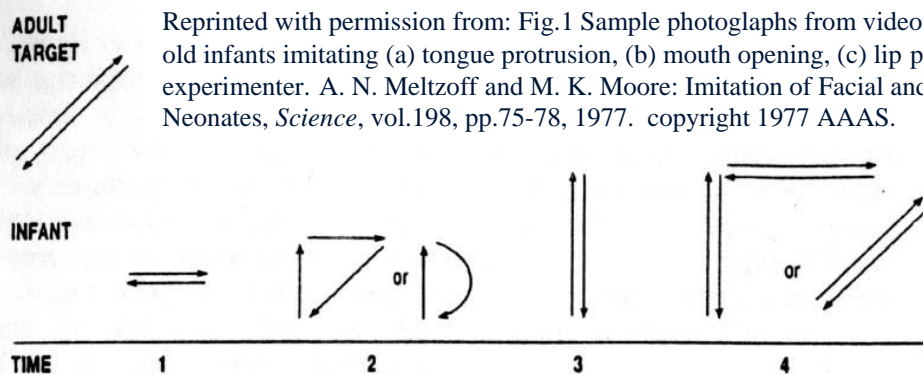 ADULT
TARGET
Reprinted with permission from: Fig.1 Sample photoglaphs from video
old infants imitating (a) tongue protrusion, (b) mouth opening, (c) lip p
experimenter. A. N. Meltzoff and M. K. Moore: Imitation of Facial and
Neonates, Science, vol.198, pp.75-78, 1977. copyright 1977 AAAS.
INFANT
or
or
TIME 1 2 3 4